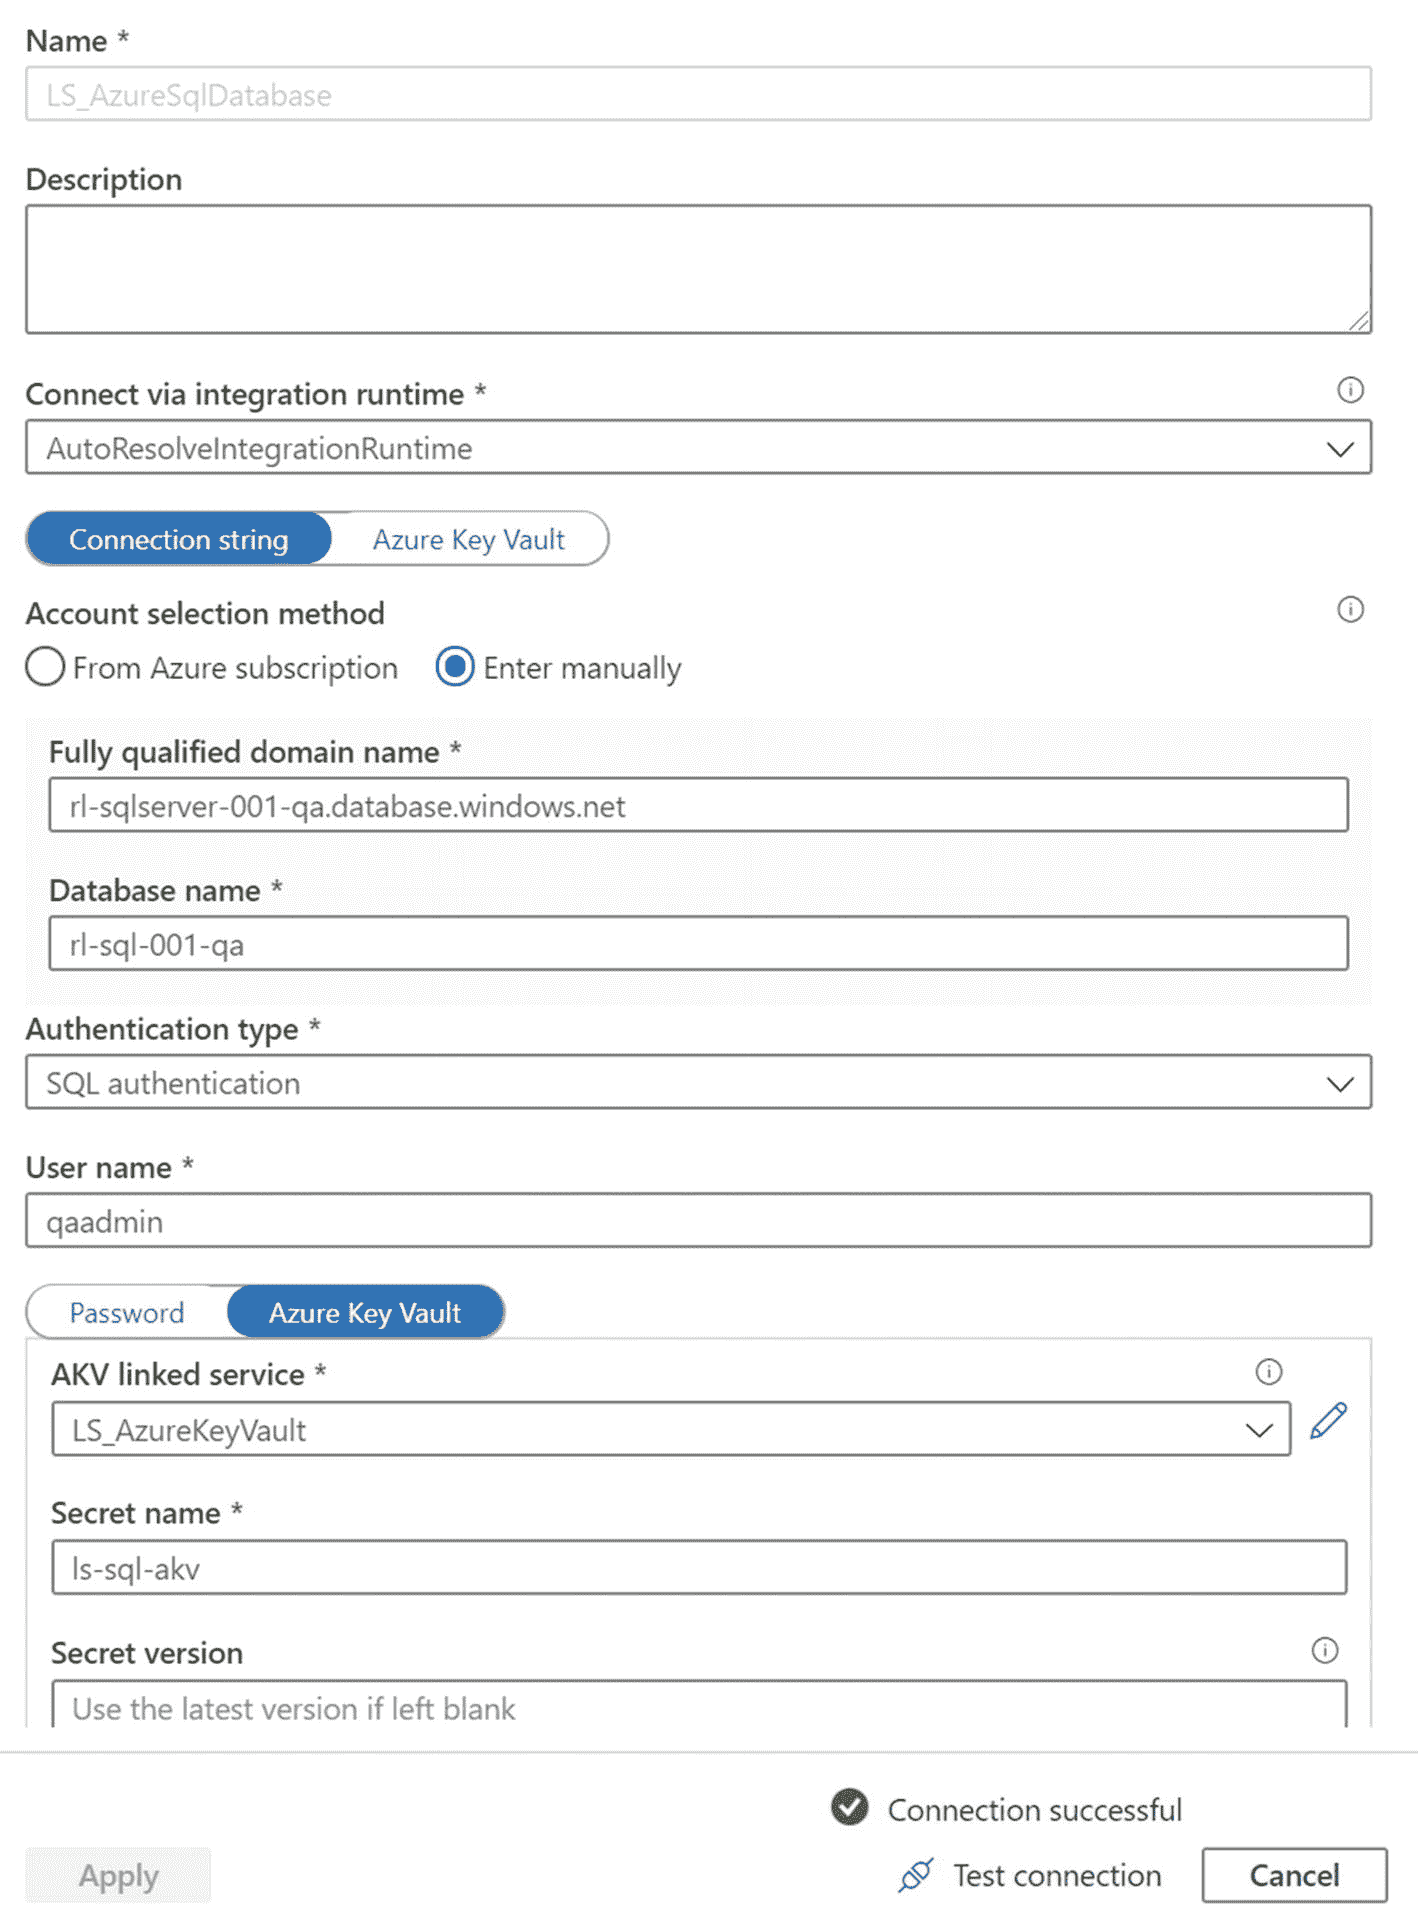 Name *
LS_AzureSqlDatabase
Description
Connect via integration runtime *
AutoResolveIntegrationRuntime
Connection string Azure Key Vault
Account selection method
From Azure subscription Enter manually
Fully qualified domain name *
rl-sqlserver-001-qa.database.windows.net
Database name *
rl-sql-001-qa
Authentication type *
SQL authentication
User name *
qaadmin
Password Azure Key Vault
AKV linked service *
LS_AzureKeyVault
Secret name *
ls-sql-akv
Secret version
Use the latest version if left blank
Connection successful
Apply Test connection Cancel